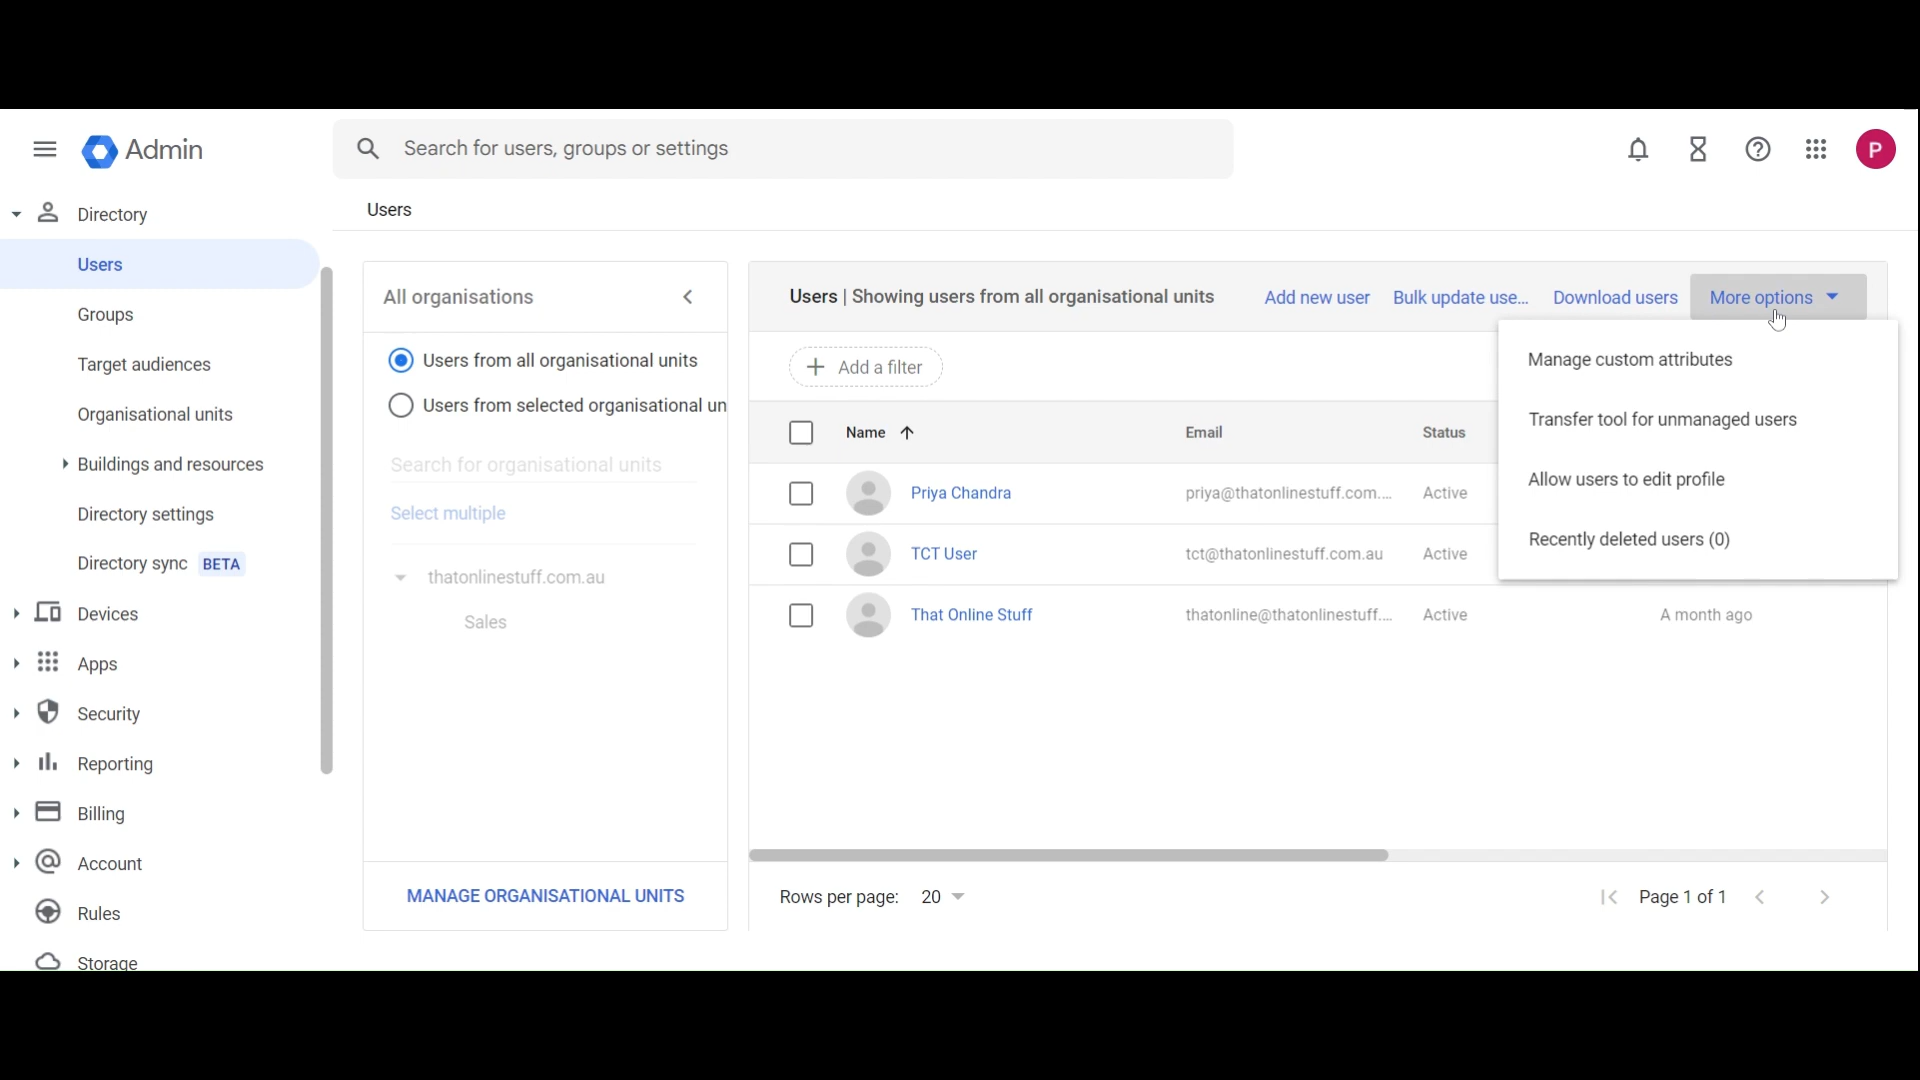 Admin
Search for users, groups or settings
P
Directory
Users
Groups
Target audiences
Organisational units
Buildings and resources
Directory settings
Directory sync BETA
Devices
Apps
Security
Reporting
Billing
Account
Rules
Storage
Users
All organisations
Users from all organisational units
Users from selected organisational un
Search for organisational units
Select multiple
thatonlinestuff.com.au
Sales
MANAGE ORGANISATIONAL UNITS
Users | Showing users from all organisational units
Add new user
Bulk update use...
Download users
More options
Manage custom attributes
Transfer tool for unmanaged users
Allow users to edit profile
Recently deleted users (0)
Add a filter
Name Email Status
Priya Chandra priya@thatonlinestuff.com.... Active
TCT User tct@thatonlinestuff.com.au Active
That Online Stuff thatonline@thatonlinestuff.... Active A month ago
Rows per page: 20
Page 1 of 1